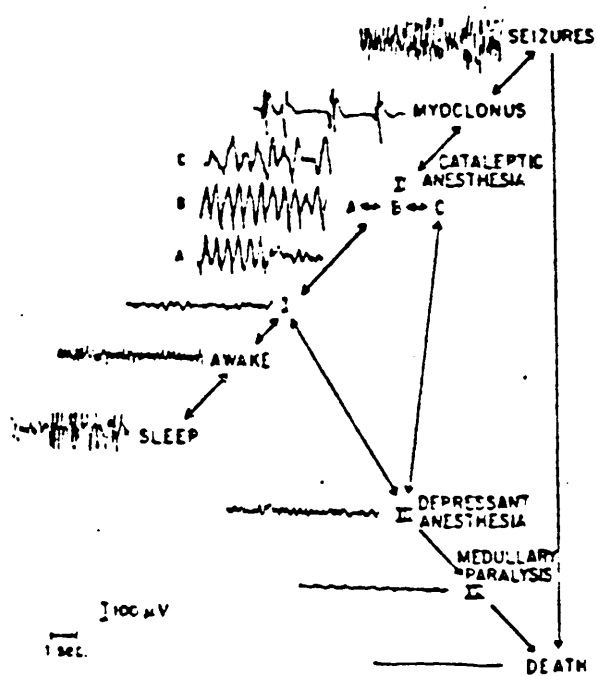 SEIZURES
MYOCLONUS
CATALEPTIC
ANESTHESIA
C
B
A
A B C
I
AWAKE
SLEEP
DEPRESSANT
ANESTHESIA
MEDULLARY
PARALYSIS
100 μV
1 sec.
DEATH